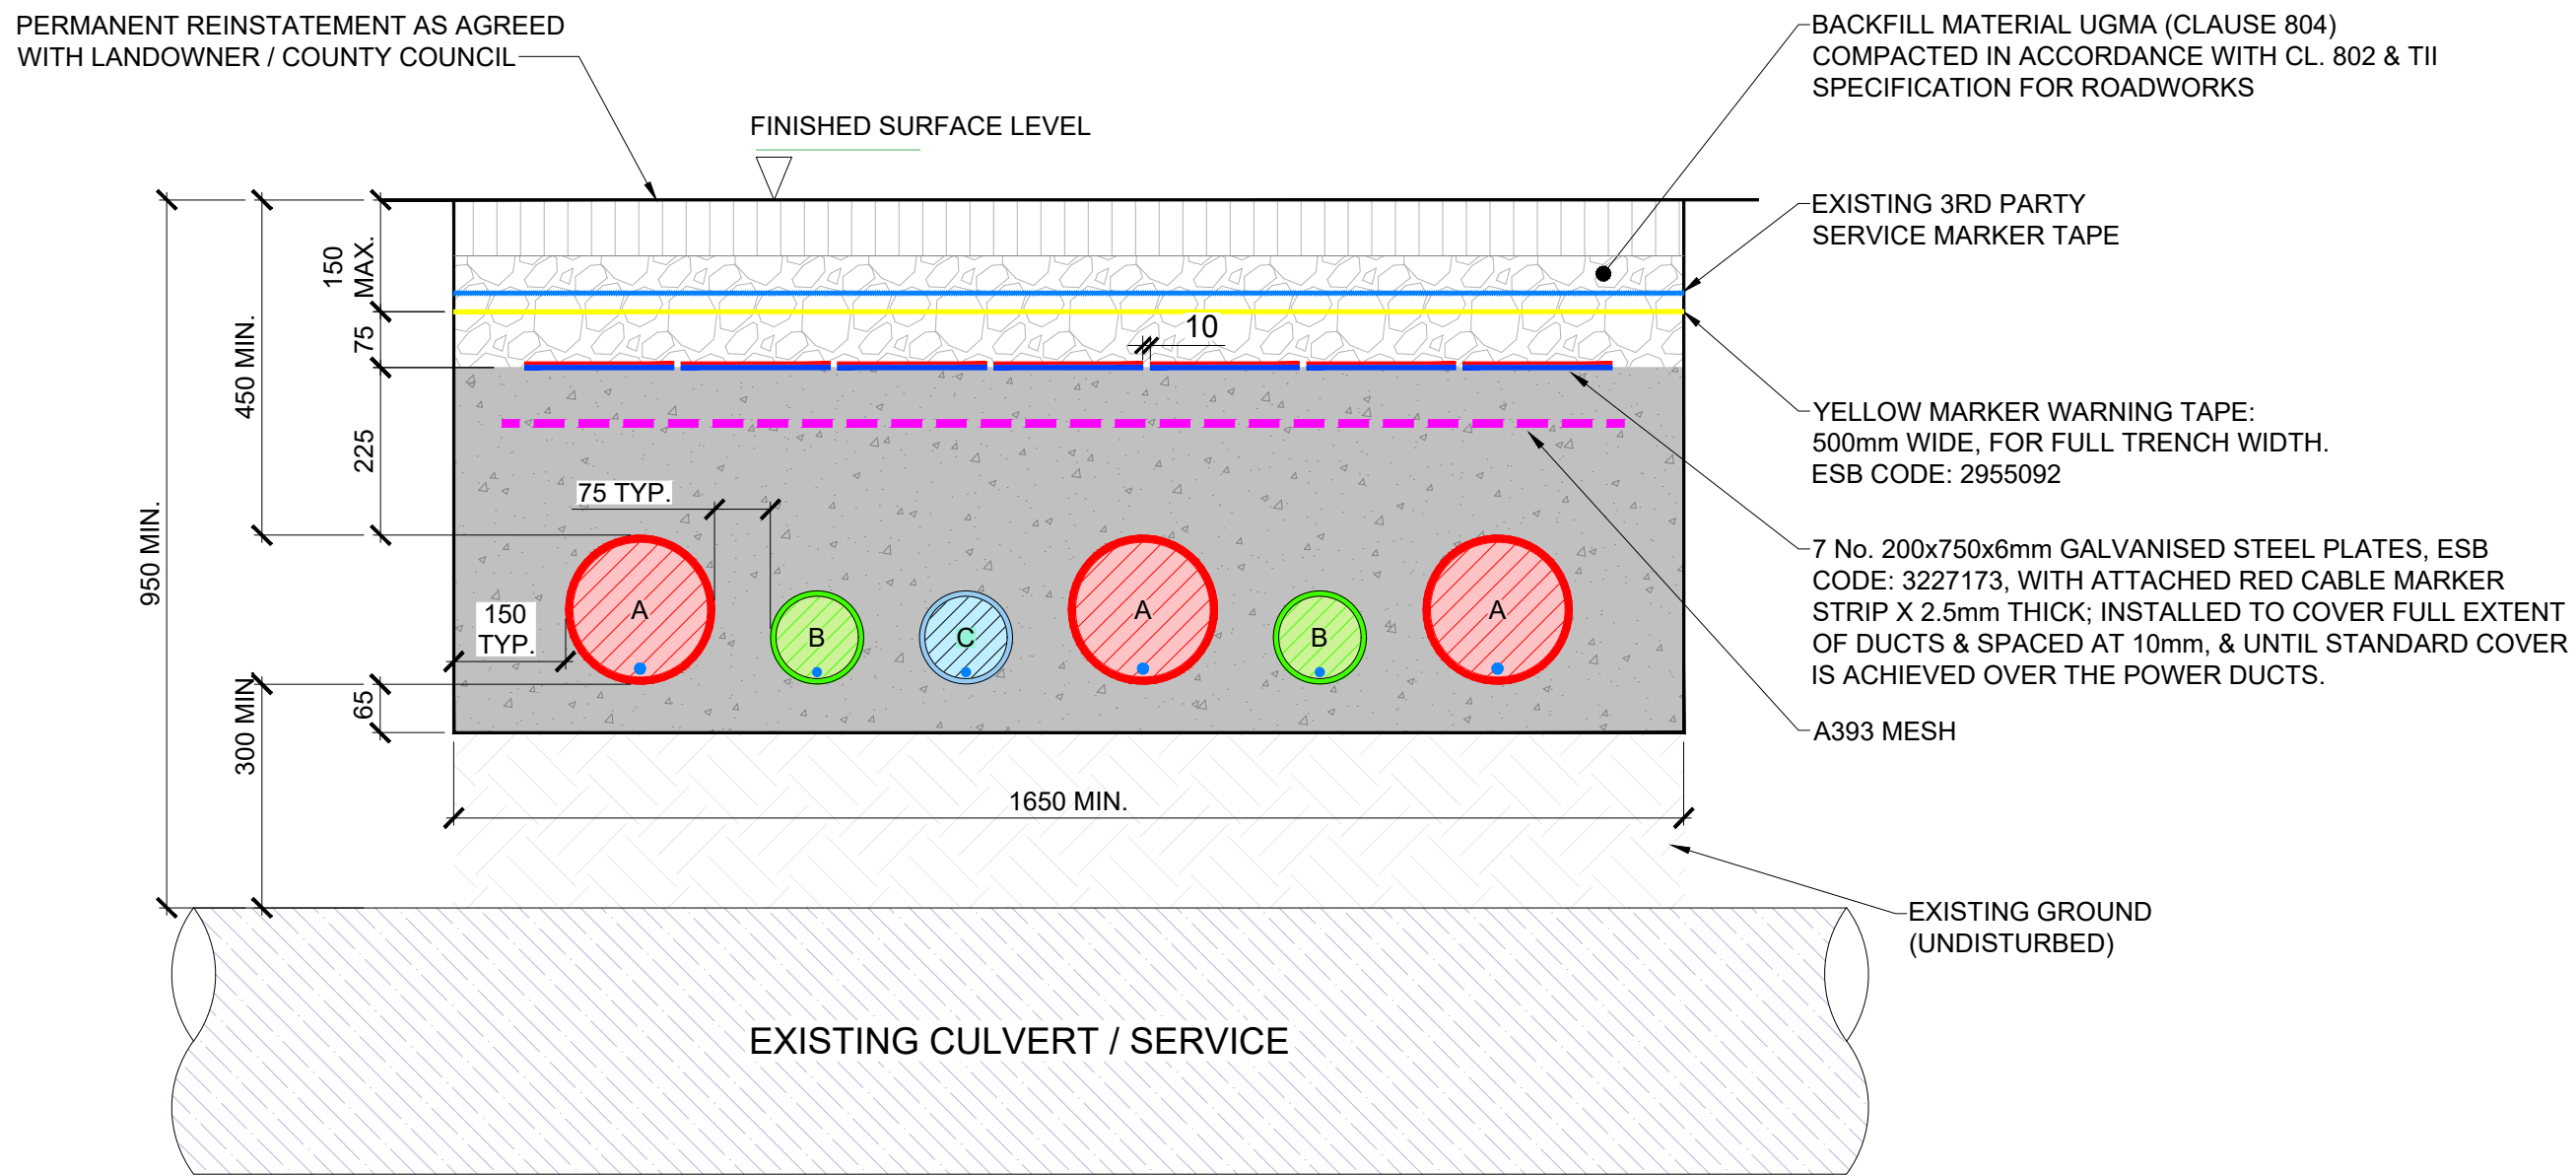 PERMANENT REINSTATEMENT AS AGREED
WITH LANDOWNER / COUNTY COUNCIL
FINISHED SURFACE LEVEL
BACKFILL MATERIAL UGMA (CLAUSE 804)
COMPACTED IN ACCORDANCE WITH CL. 802 & TII
SPECIFICATION FOR ROADWORKS
EXISTING 3RD PARTY
SERVICE MARKER TAPE
YELLOW MARKER WARNING TAPE:
500mm WIDE, FOR FULL TRENCH WIDTH.
ESB CODE: 2955092
7 No. 200x750x6mm GALVANISED STEEL PLATES, ESB
CODE: 3227173, WITH ATTACHED RED CABLE MARKER
STRIP X 2.5mm THICK; INSTALLED TO COVER FULL EXTENT
OF DUCTS & SPACED AT 10mm, & UNTIL STANDARD COVER
IS ACHIEVED OVER THE POWER DUCTS.
A393 MESH
EXISTING GROUND
(UNDISTURBED)
950 MIN.
450 MIN.
300 MIN
150
MAX.
75
225
65
10
75 TYP.
150
TYP.
A
B
C
A
B
A
1650 MIN.
EXISTING CULVERT / SERVICE